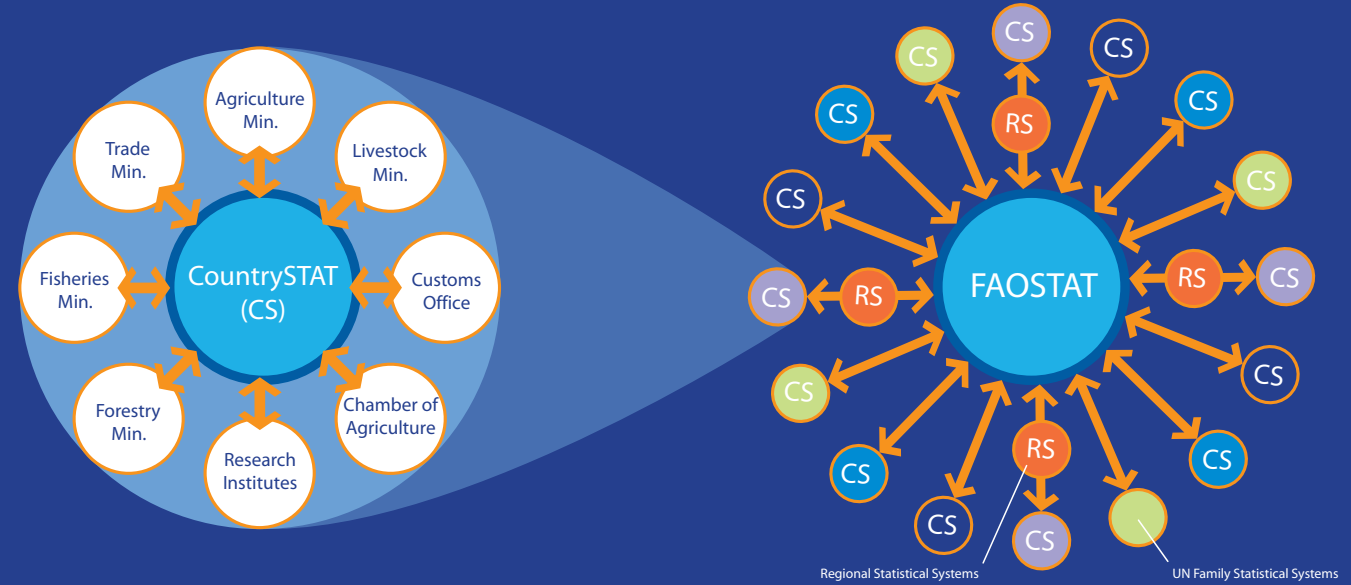 Agriculture
Min.
Trade
Min.
Livestock
Min.
Fisheries
Min.
CountrySTAT
(CS)
Customs
Office
Forestry
Min.
Chamber of
Agriculture
Research
Institutes
CS
CS
CS
CS
CS
RS
CS
CS
CS
FAOSTAT
CS
RS
RS
CS
CS
CS
RS
CS
CS
CS
CS
Regional Statistical Systems
UN Family Statistical Systems